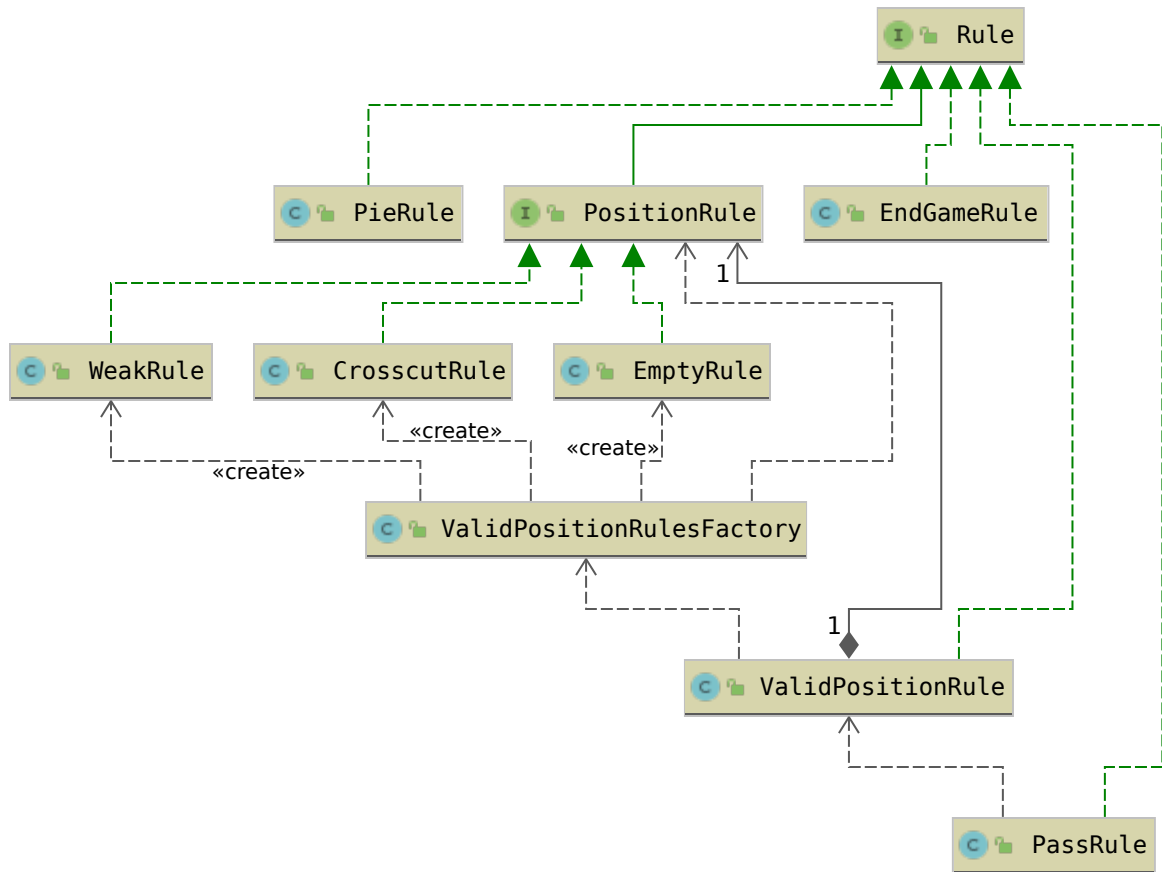 I Rule
C PieRule
I PositionRule
C EndGameRule
1
C WeakRule
C CrosscutRule
C EmptyRule
«create»
«create»
«create»
C ValidPositionRulesFactory
1
C ValidPositionRule
C PassRule